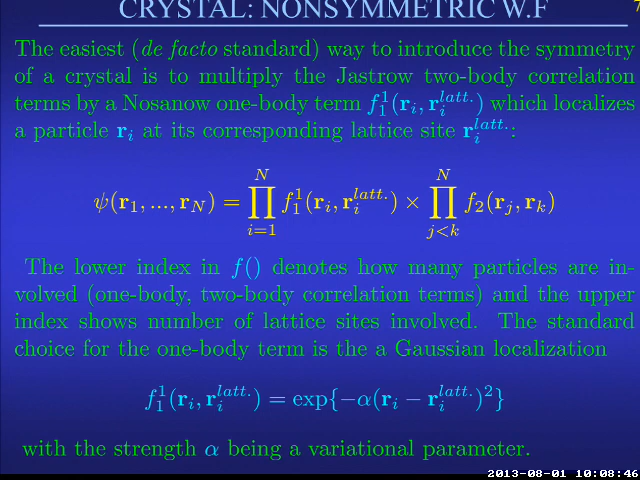 CRYSTAL: NONSYMMETRIC W.F
7
The easiest (de facto standard) way to introduce the symmetry
of a crystal is to multiply the Jastrow two-body correlation
terms by a Nosanow one-body term f_1^1(r_i, r_i^{latt.}) which localizes
a particle r_i at its corresponding lattice site r_i^{latt.}:
ψ(r_1, ..., r_N) = ∏_{i=1}^{N} f_1^1(r_i, r_i^{latt.}) × ∏_{j<k}^{N} f_2(r_j, r_k)
The lower index in f() denotes how many particles are in-
volved (one-body, two-body correlation terms) and the upper
index shows number of lattice sites involved. The standard
choice for the one-body term is the a Gaussian localization
f_1^1(r_i, r_i^{latt.}) = exp{−α(r_i − r_i^{latt.})^2}
with the strength α being a variational parameter.
2013-08-01 10:08:46